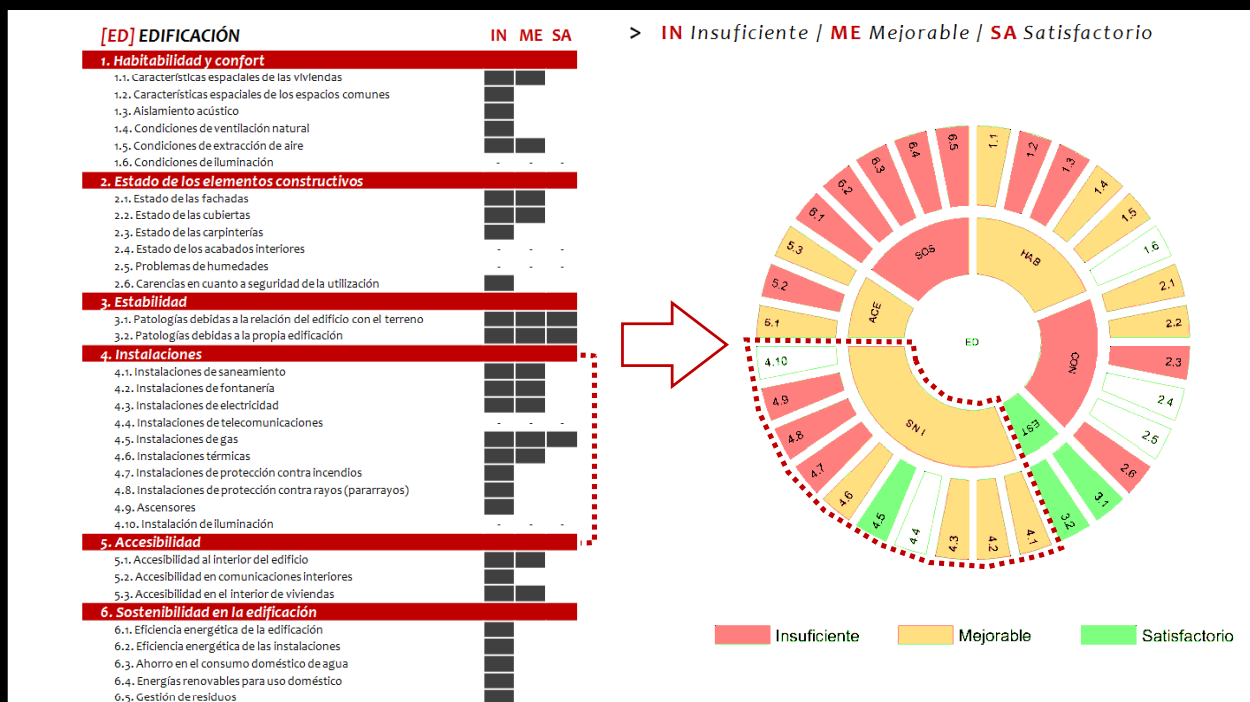 [ED] EDIFICACIÓN IN ME SA
1. Habitabilidad y confort
1.1. Características espaciales de las viviendas
1.2. Características espaciales de los espacios comunes
1.3. Aislamiento acústico
1.4. Condiciones de ventilación natural
1.5. Condiciones de extracción de aire
1.6. Condiciones de iluminación - - -
2. Estado de los elementos constructivos
2.1. Estado de las fachadas
2.2. Estado de las cubiertas
2.3. Estado de las carpinterías
2.4. Estado de los acabados interiores - - -
2.5. Problemas de humedades - - -
2.6. Carencias en cuanto a seguridad de la utilización
3. Estabilidad
3.1. Patologías debidas a la relación del edificio con el terreno
3.2. Patologías debidas a la propia edificación
4. Instalaciones
4.1. Instalaciones de saneamiento
4.2. Instalaciones de fontanería
4.3. Instalaciones de electricidad
4.4. Instalaciones de telecomunicaciones - - -
4.5. Instalaciones de gas
4.6. Instalaciones térmicas
4.7. Instalaciones de protección contra incendios
4.8. Instalaciones de protección contra rayos (pararrayos)
4.9. Ascensores
4.10. Instalación de iluminación - - -
5. Accesibilidad
5.1. Accesibilidad al interior del edificio
5.2. Accesibilidad en comunicaciones interiores
5.3. Accesibilidad en el interior de viviendas
6. Sostenibilidad en la edificación
6.1. Eficiencia energética de la edificación
6.2. Eficiencia energética de las instalaciones
6.3. Ahorro en el consumo doméstico de agua
6.4. Energías renovables para uso doméstico
6.5. Gestión de residuos
> IN Insuficiente / ME Mejorable / SA Satisfactorio
1.1
1.2
1.3
1.4
1.5
1.6
2.1
2.2
2.3
2.4
2.5
2.6
3.1
3.2
4.1
4.2
4.3
4.4
4.5
4.6
4.7
4.8
4.9
4.10
5.1
5.2
5.3
6.1
6.2
6.3
6.4
6.5
HAB
CON
EST
INS
ACE
SOS
ED
Insuficiente
Mejorable
Satisfactorio